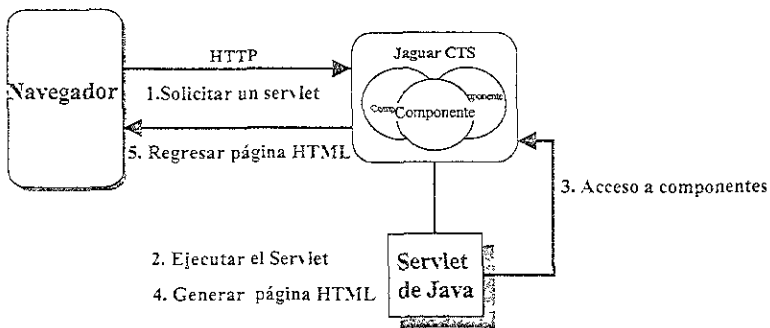 HTTP
Jaguar CTS
Navegador
1.Solicitar un servlet
Componente
5. Regresar página HTML
3. Acceso a componentes
2. Ejecutar el Servlet
Servlet
de Java
4. Generar página HTML